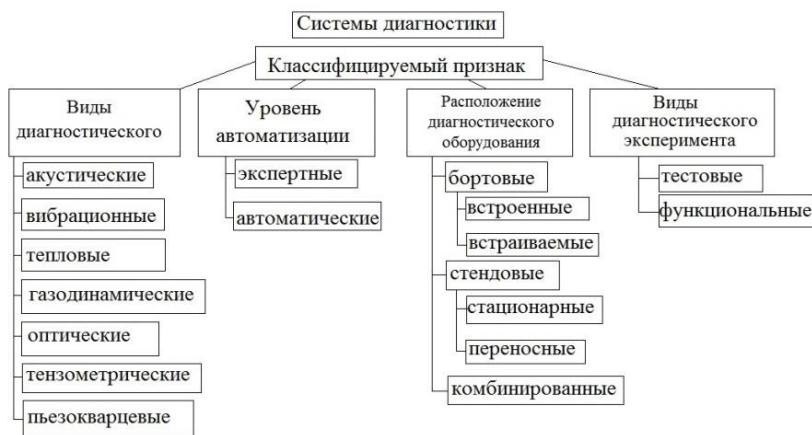 Системы диагностики
Классифицируемый признак
Виды
диагностического
акустические
вибрационные
тепловые
газодинамические
оптические
тензометрические
пьезокварцевые
Уровень
автоматизации
экспертные
автоматические
Расположение
диагностического
оборудования
бортовые
встроенные
встраиваемые
стендовые
стационарные
переносные
комбинированные
Виды
диагностического
эксперимента
тестовые
функциональные